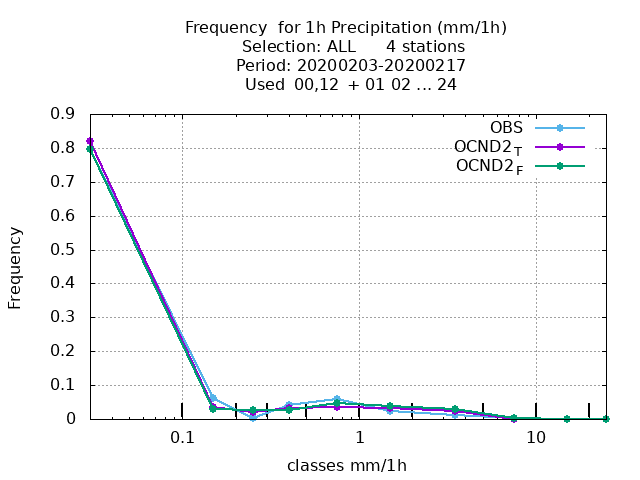 Frequency  for 1h Precipitation (mm/1h)
Selection: ALL      4 stations
Period: 20200203-20200217
Used  00,12  + 01 02 ... 24
0.9
0.8
0.7
0.6
0.5
0.4
0.3
0.2
0.1
0
Frequency
OBS
OCND2_T
OCND2_F
0.1 1 10
classes mm/1h